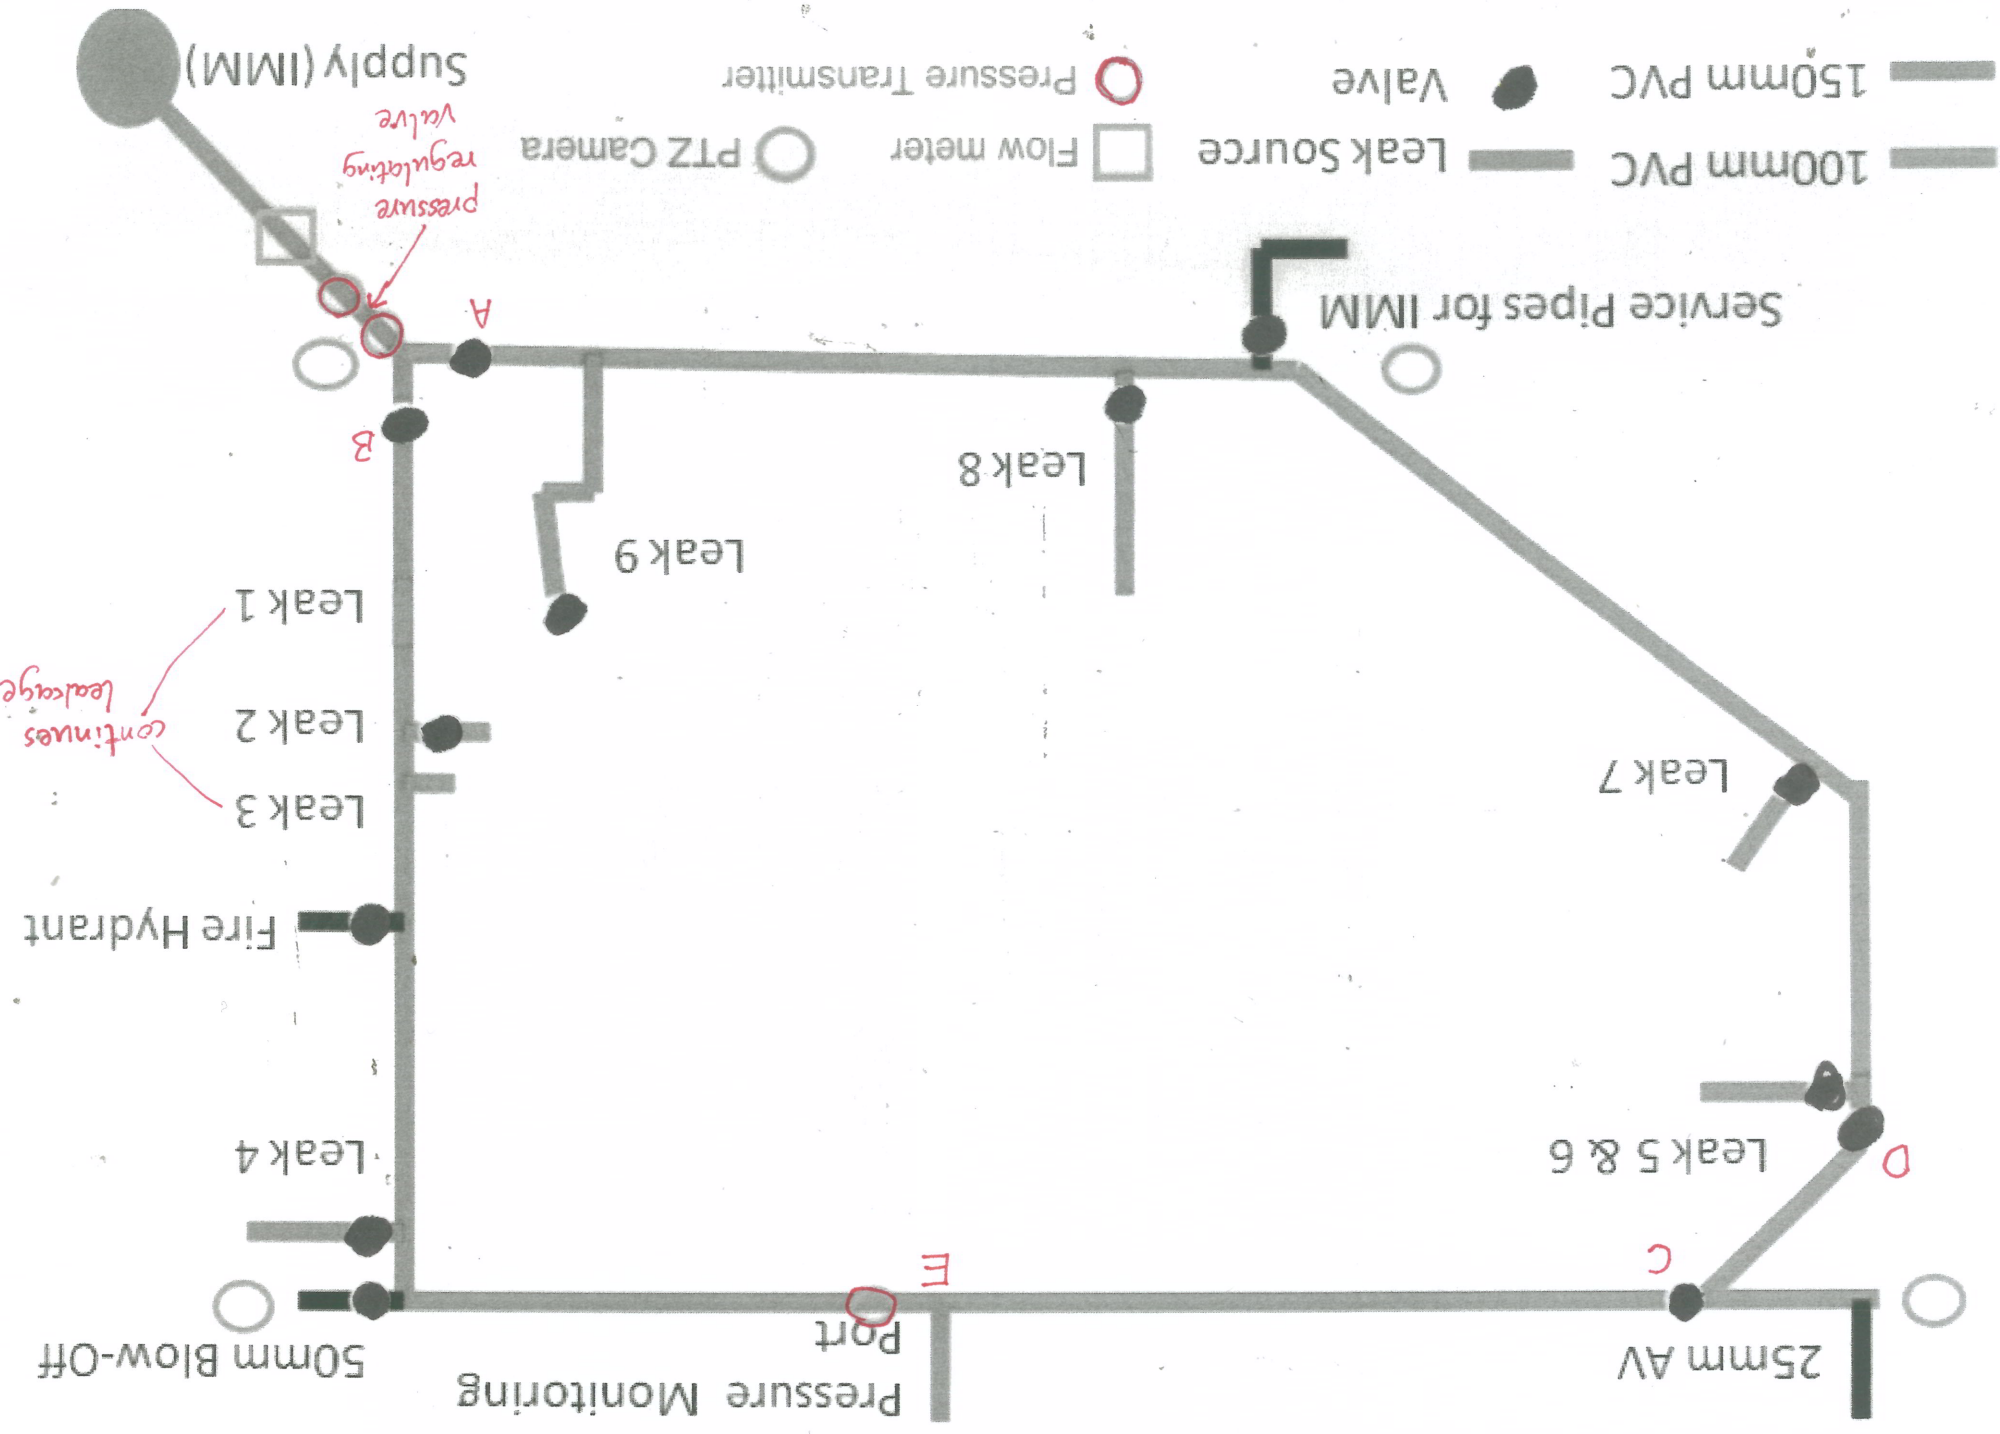 25mm AV
Pressure Monitoring
Port
50mm Blow-Off
C
E
D
Leak 5 & 6
Leak 4
Fire Hydrant
Leak 7
Leak 3
Leak 2
continues
leakage
Leak 1
Leak 9
Leak 8
B
Service Pipes for IMM
A
pressure
regulating
valve
100mm PVC
Leak Source
Flow meter
PTZ Camera
150mm PVC
Valve
Pressure Transmitter
Supply (IMM)